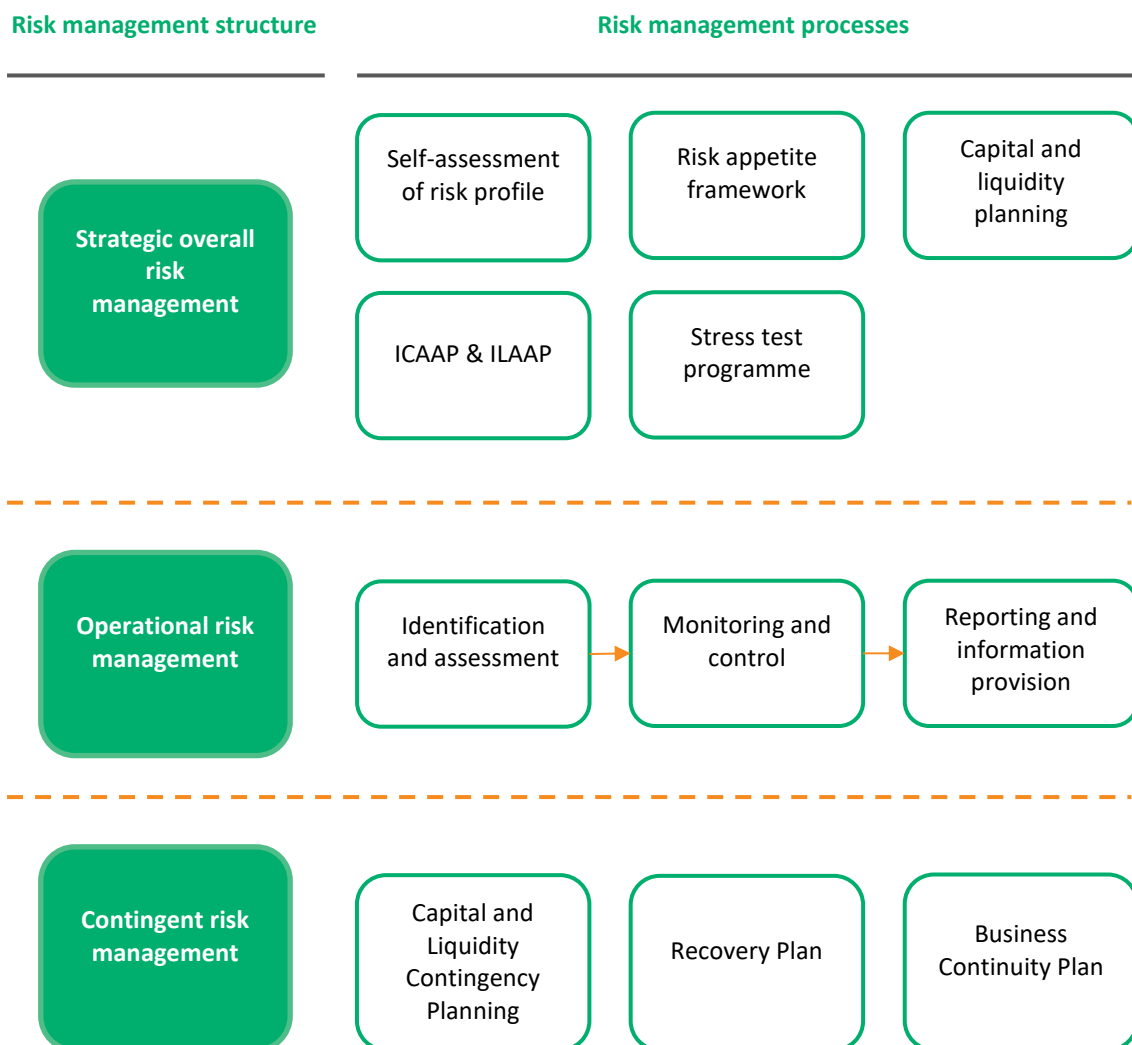 Risk management structure
Risk management processes
Strategic overall
risk
management
Self-assessment
of risk profile
Risk appetite
framework
Capital and
liquidity
planning
ICAAP & ILAAP
Stress test
programme
Operational risk
management
Identification
and assessment
Monitoring and
control
Reporting and
information
provision
Contingent risk
management
Capital and
Liquidity
Contingency
Planning
Recovery Plan
Business
Continuity Plan